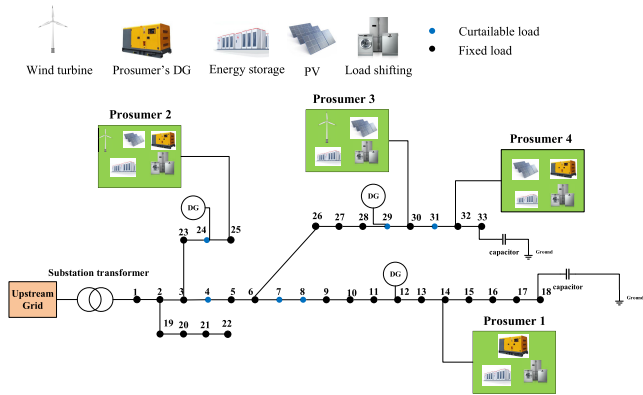 Wind turbine
Prosumer's DG
Energy storage
PV
Load shifting
Curtailable load
Fixed load
Prosumer 2
Prosumer 3
Prosumer 4
DG
DG
23
24
25
26
27
28
29
30
31
32
33
capacitor
Ground
Substation transformer
Upstream
Grid
DG
1
2
3
4
5
6
7
8
9
10
11
12
13
14
15
16
17
18
capacitor
Ground
19
20
21
22
Prosumer 1